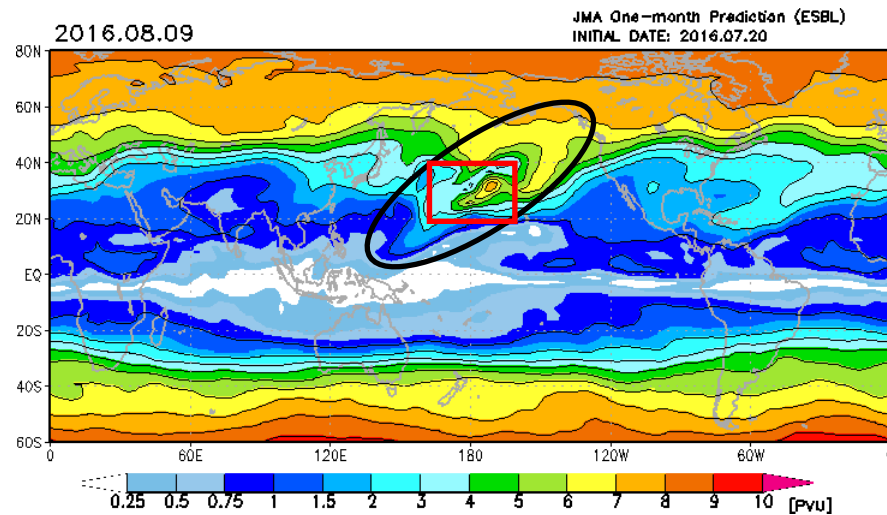 2016.08.09
JMA One-month Prediction (ESBL)
INITIAL DATE: 2016.07.20
80N
60N
40N
20N
EQ
20S
40S
60S
0 60E 120E 180 120W 60W 0
0.25 0.5 0.75 1 1.5 2 3 4 5 6 7 8 9 10 [PVU]